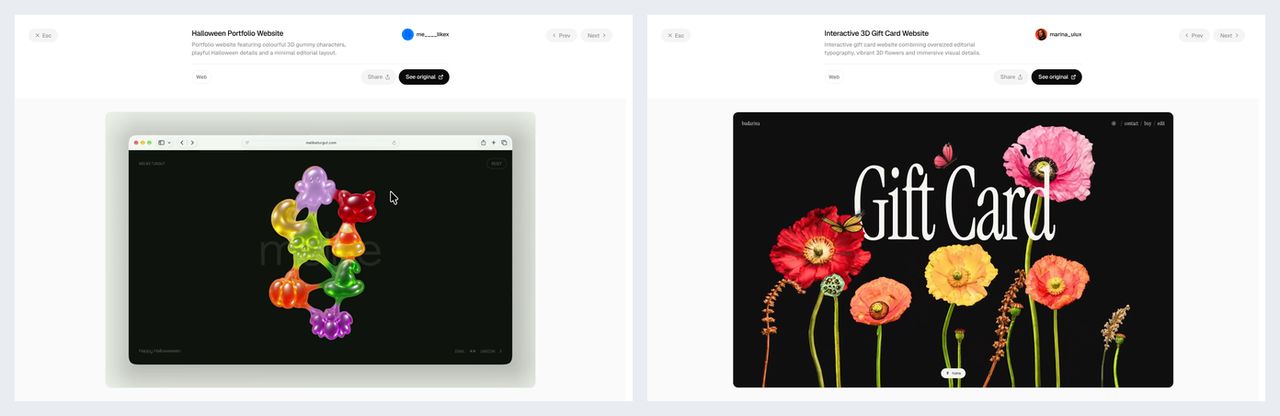 Esc
Halloween Portfolio Website
Portfolio website featuring colourful 3D gummy characters,
playful Halloween details and a minimal editorial layout.
me____likex
Prev
Next
Web
Share
See original
melisaturgut.com
Happy Halloween
Esc
Interactive 3D Gift Card Website
Interactive gift card website combining oversized editorial
typography, vibrant 3D flowers and immersive visual details.
marina_uiux
Prev
Next
Web
Share
See original
budarina
/ contact / buy / edit
Gift Card